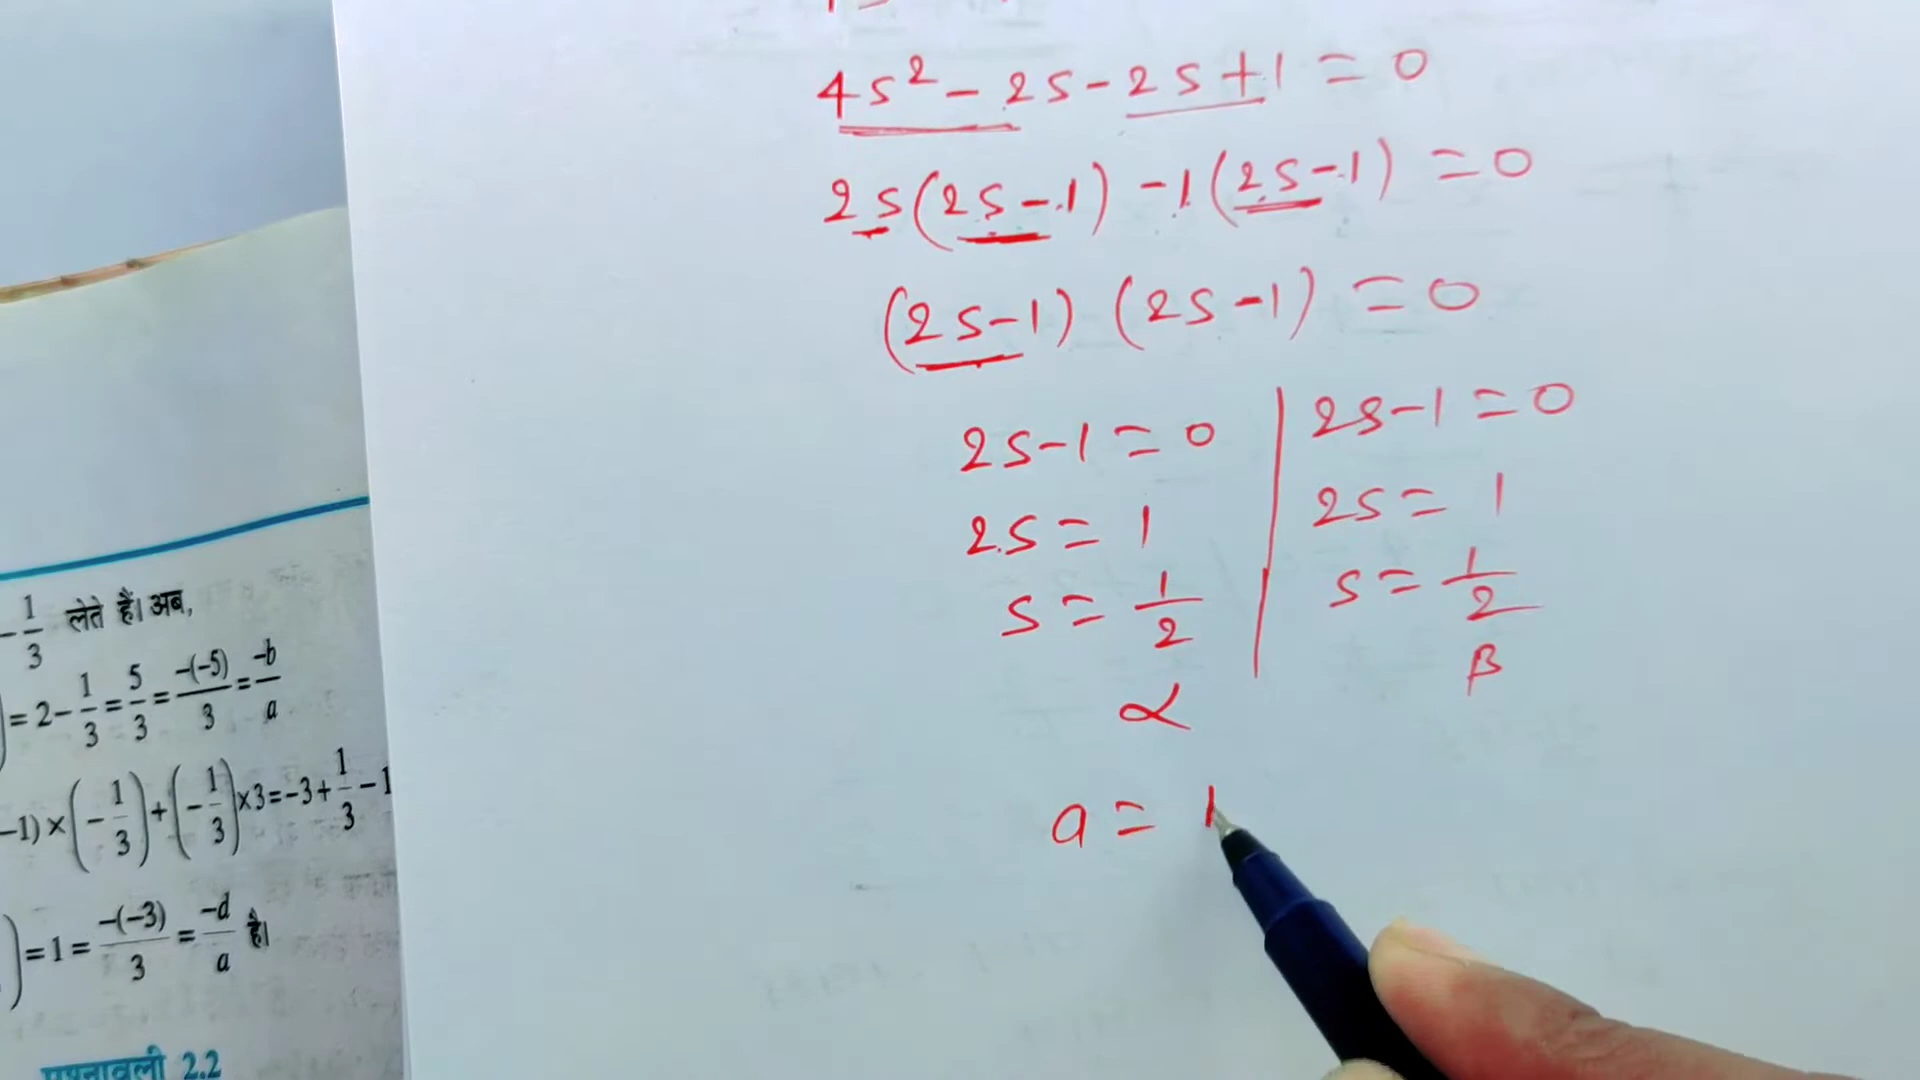 4s² - 2s - 2s + 1 = 0
2s(2s - 1) - 1(2s - 1) = 0
(2s - 1) (2s - 1) = 0
2s - 1 = 0 | 2s - 1 = 0
2s = 1 | 2s = 1
s = 1/2 | s = 1/2
α β
a = 1
-1/3 लेते हैं। अब,
) = 2 - 1/3 = 5/3 = -(-5)/3 = -b/a
-1) × (-1/3) + (-1/3) × 3 = -3 + 1/3 - 1
) = 1 = -(-3)/3 = -d/a है।
प्रश्नावली 2.2